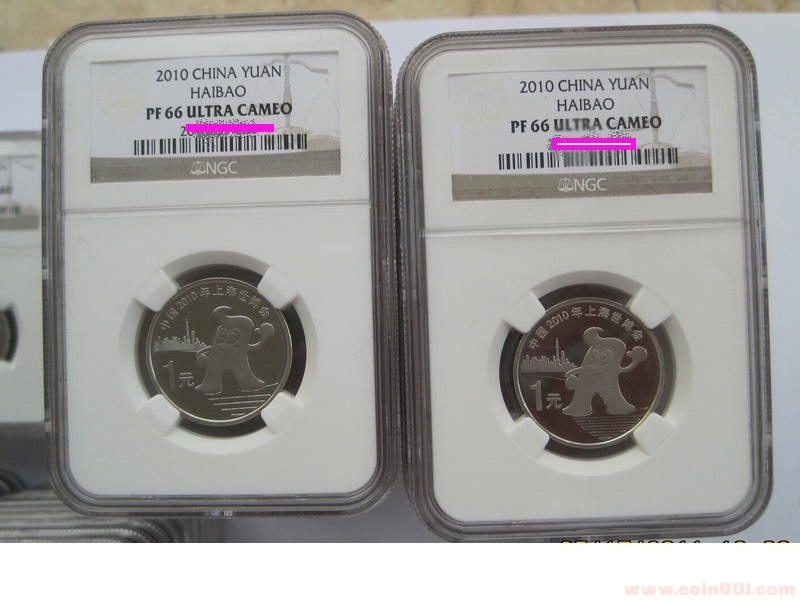 2010 CHINA YUAN
HAIBAO
PF 66 ULTRA CAMEO
NGC
中国2010年上海世博会
1元
2010 CHINA YUAN
HAIBAO
PF 66 ULTRA CAMEO
NGC
中国2010年上海世博会
1元
www.coin001.com